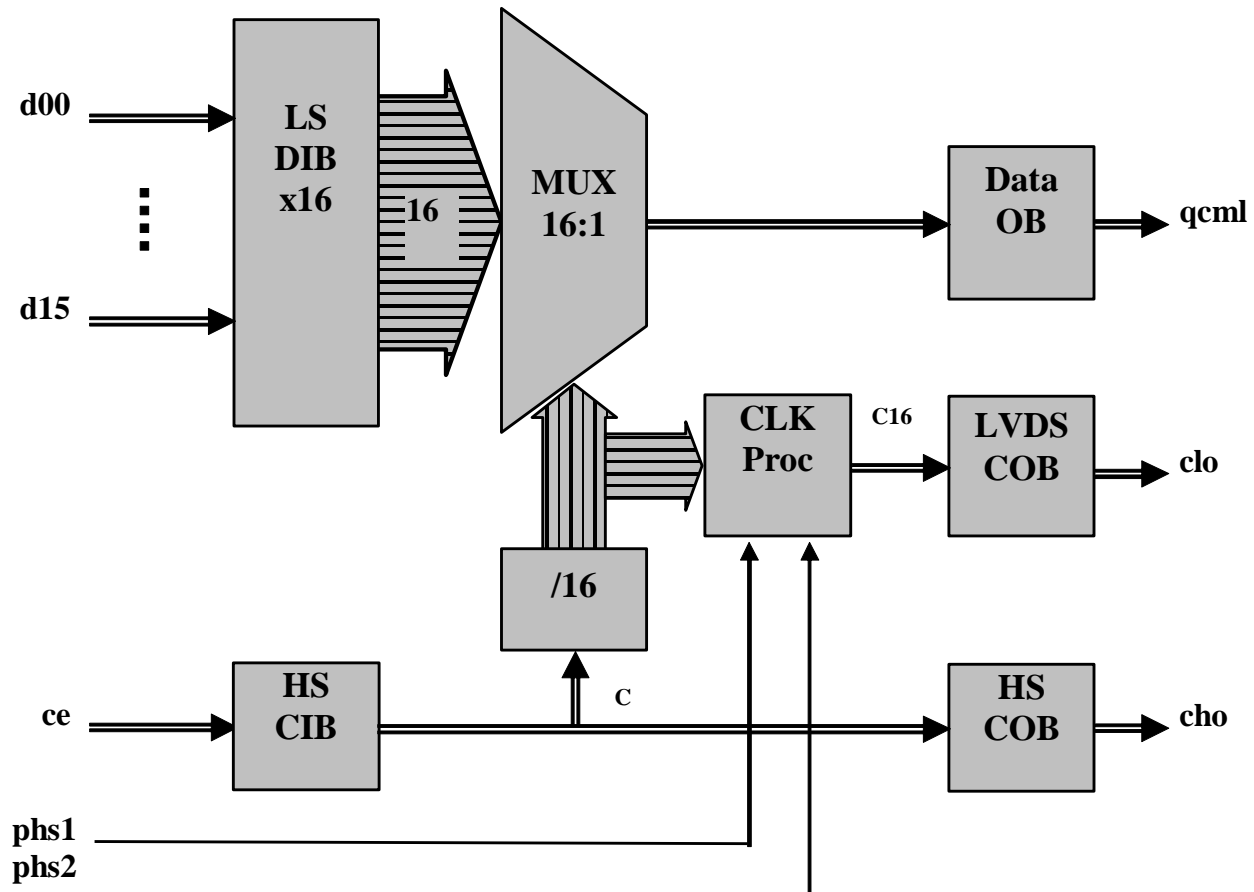 d00
d15
LS
DIB
x16
16
MUX
16:1
Data
OB
qcml
CLK
Proc
C16
LVDS
COB
clo
/16
ce
HS
CIB
C
HS
COB
cho
phs1
phs2